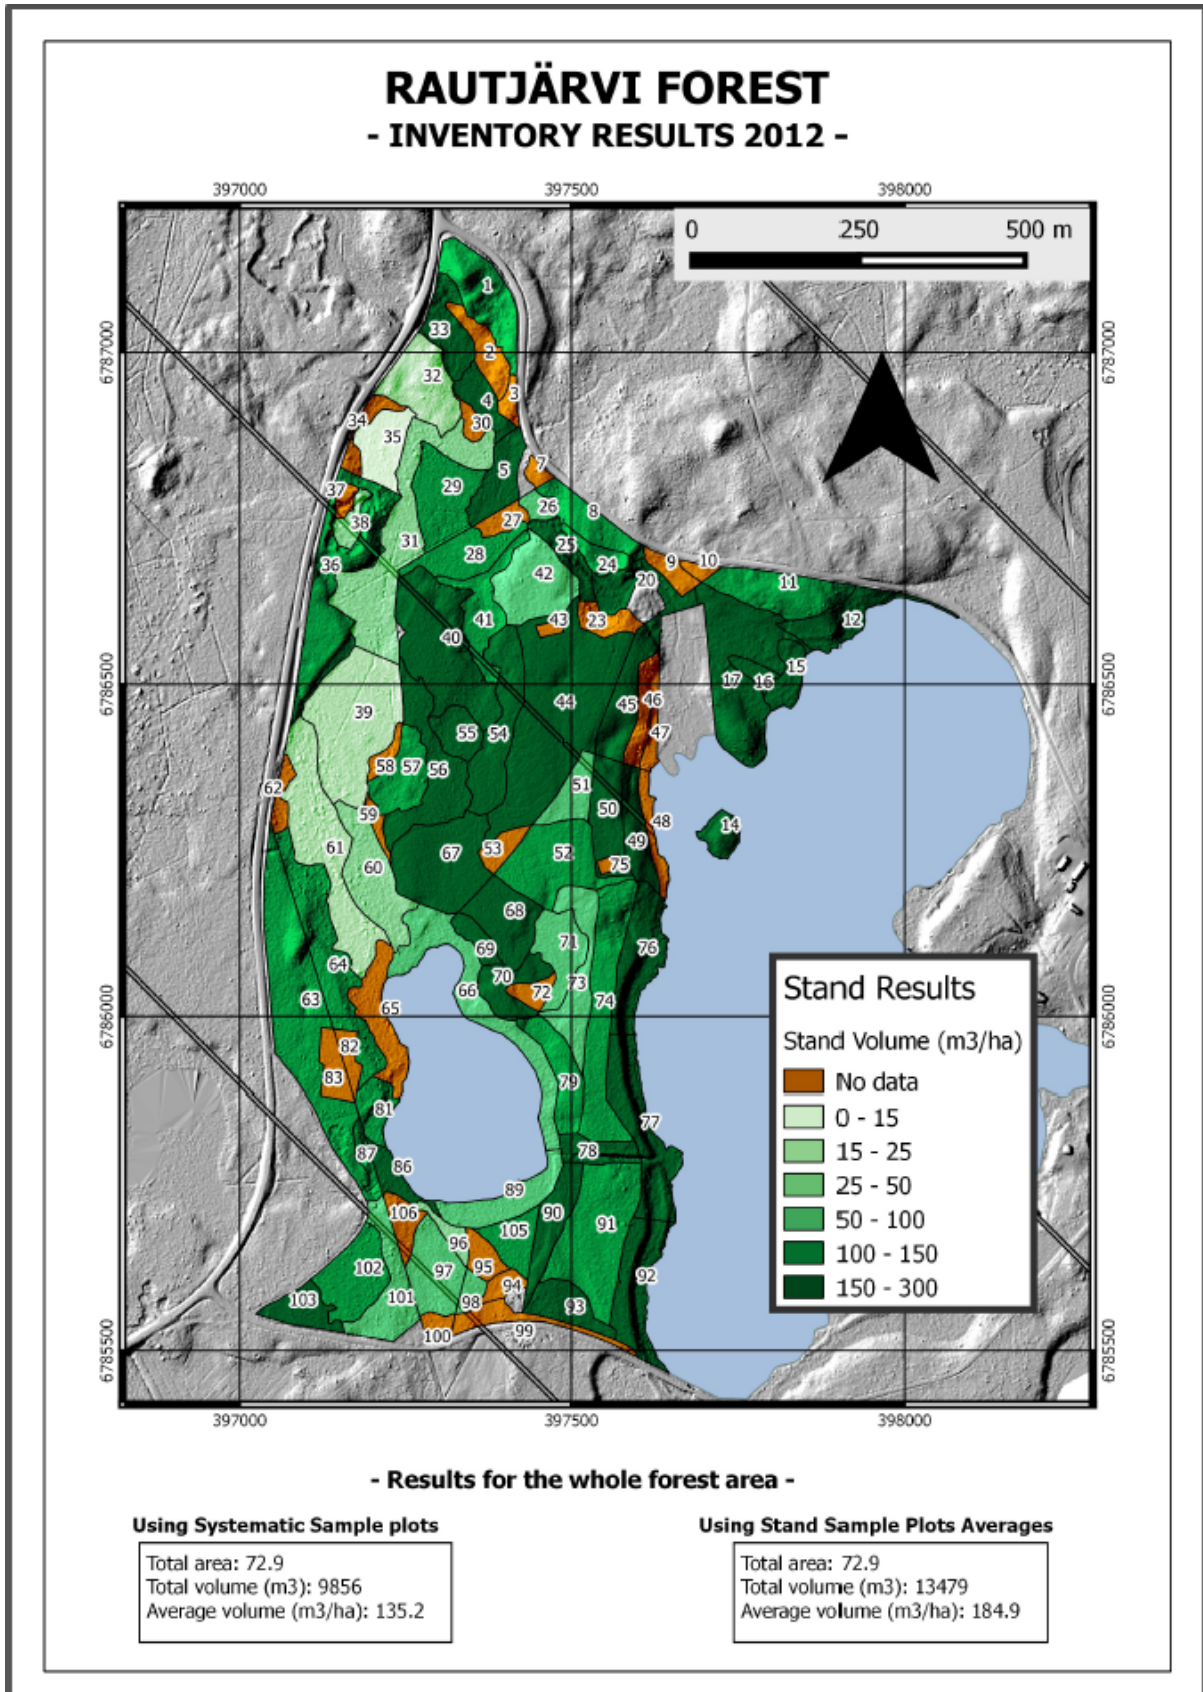 RAUTJÄRVI FOREST
- INVENTORY RESULTS 2012 -
397000 397500 398000
0 250 500 m
1
33
6787000 2 6787000
32
3
4
34 30
35
7
5
37 29
26 8
27
38
31 25
28
36 24 9 10
42 20 11
41 43 23 12
40
15
6786500 17 16 6786500
44 45 46
39
55 54 47
58 57 56
62 51
59 50
48 14
49
61 67 53 52
60 75
68
69 71 76
64 70
66 72 73
63 65 74
6786000 6786000
82
83
79
81
77
87 78
86
89
106 90 91
105
96
102 97 95
94 92
103 101 98 93
100 99
6785500 6785500
397000 397500 398000
Stand Results
Stand Volume (m3/ha)
No data
0 - 15
15 - 25
25 - 50
50 - 100
100 - 150
150 - 300
- Results for the whole forest area -
Using Systematic Sample plots
Total area: 72.9
Total volume (m3): 9856
Average volume (m3/ha): 135.2
Using Stand Sample Plots Averages
Total area: 72.9
Total volume (m3): 13479
Average volume (m3/ha): 184.9